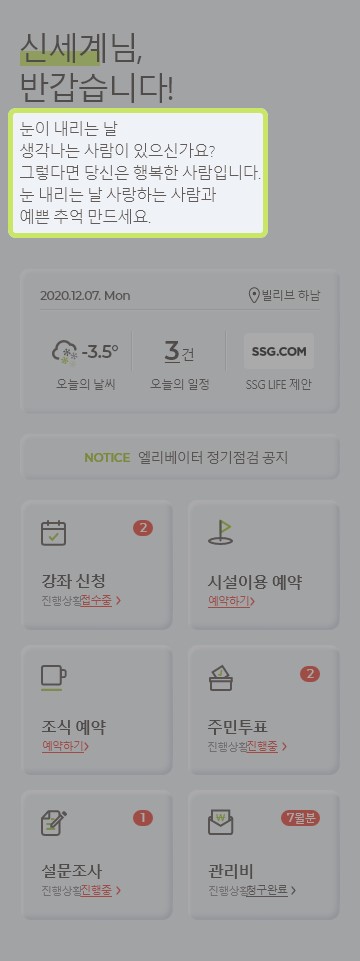 신세계님,
반갑습니다!
눈이 내리는 날
생각나는 사람이 있으신가요?
그렇다면 당신은 행복한 사람입니다.
눈 내리는 날 사랑하는 사람과
예쁜 추억 만드세요.
2020.12.07. Mon 빌리브 하남
-3.5° 3건 SSG.COM
오늘의 날씨 오늘의 일정 SSG LIFE 제안
NOTICE 엘리베이터 정기점검 공지
2
강좌 신청
진행상황접수중 >
시설이용 예약
예약하기>
조식 예약
예약하기>
2
주민투표
진행상황진행중 >
1
설문조사
진행상황진행중 >
7월분
관리비
진행상황청구완료 >